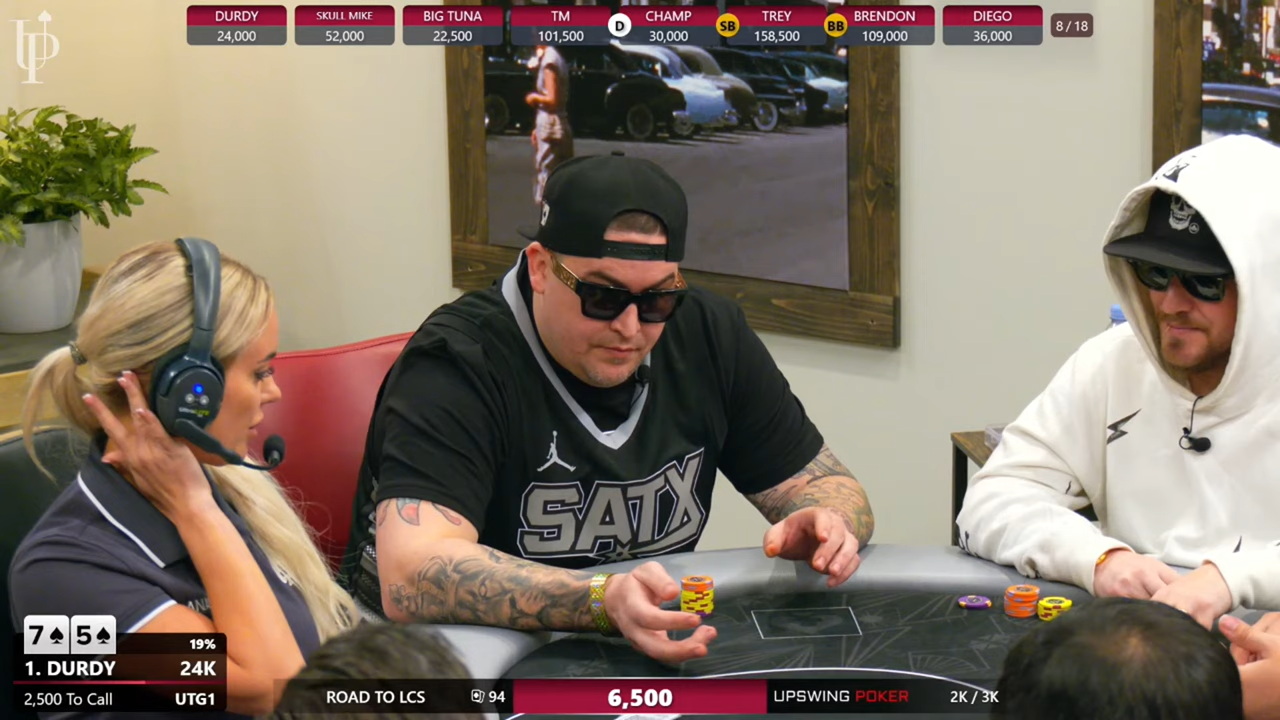 DURDY
24,000
SKULL MIKE
52,000
BIG TUNA
22,500
TM
101,500
D
CHAMP
30,000
SB
TREY
158,500
BB
BRENDON
109,000
DIEGO
36,000
8 / 18
UP
SATX
7♠ 5♠
19%
1. DURDY 24K
2,500 To Call UTG1
ROAD TO LCS
94
6,500
UPSWING POKER
2K / 3K